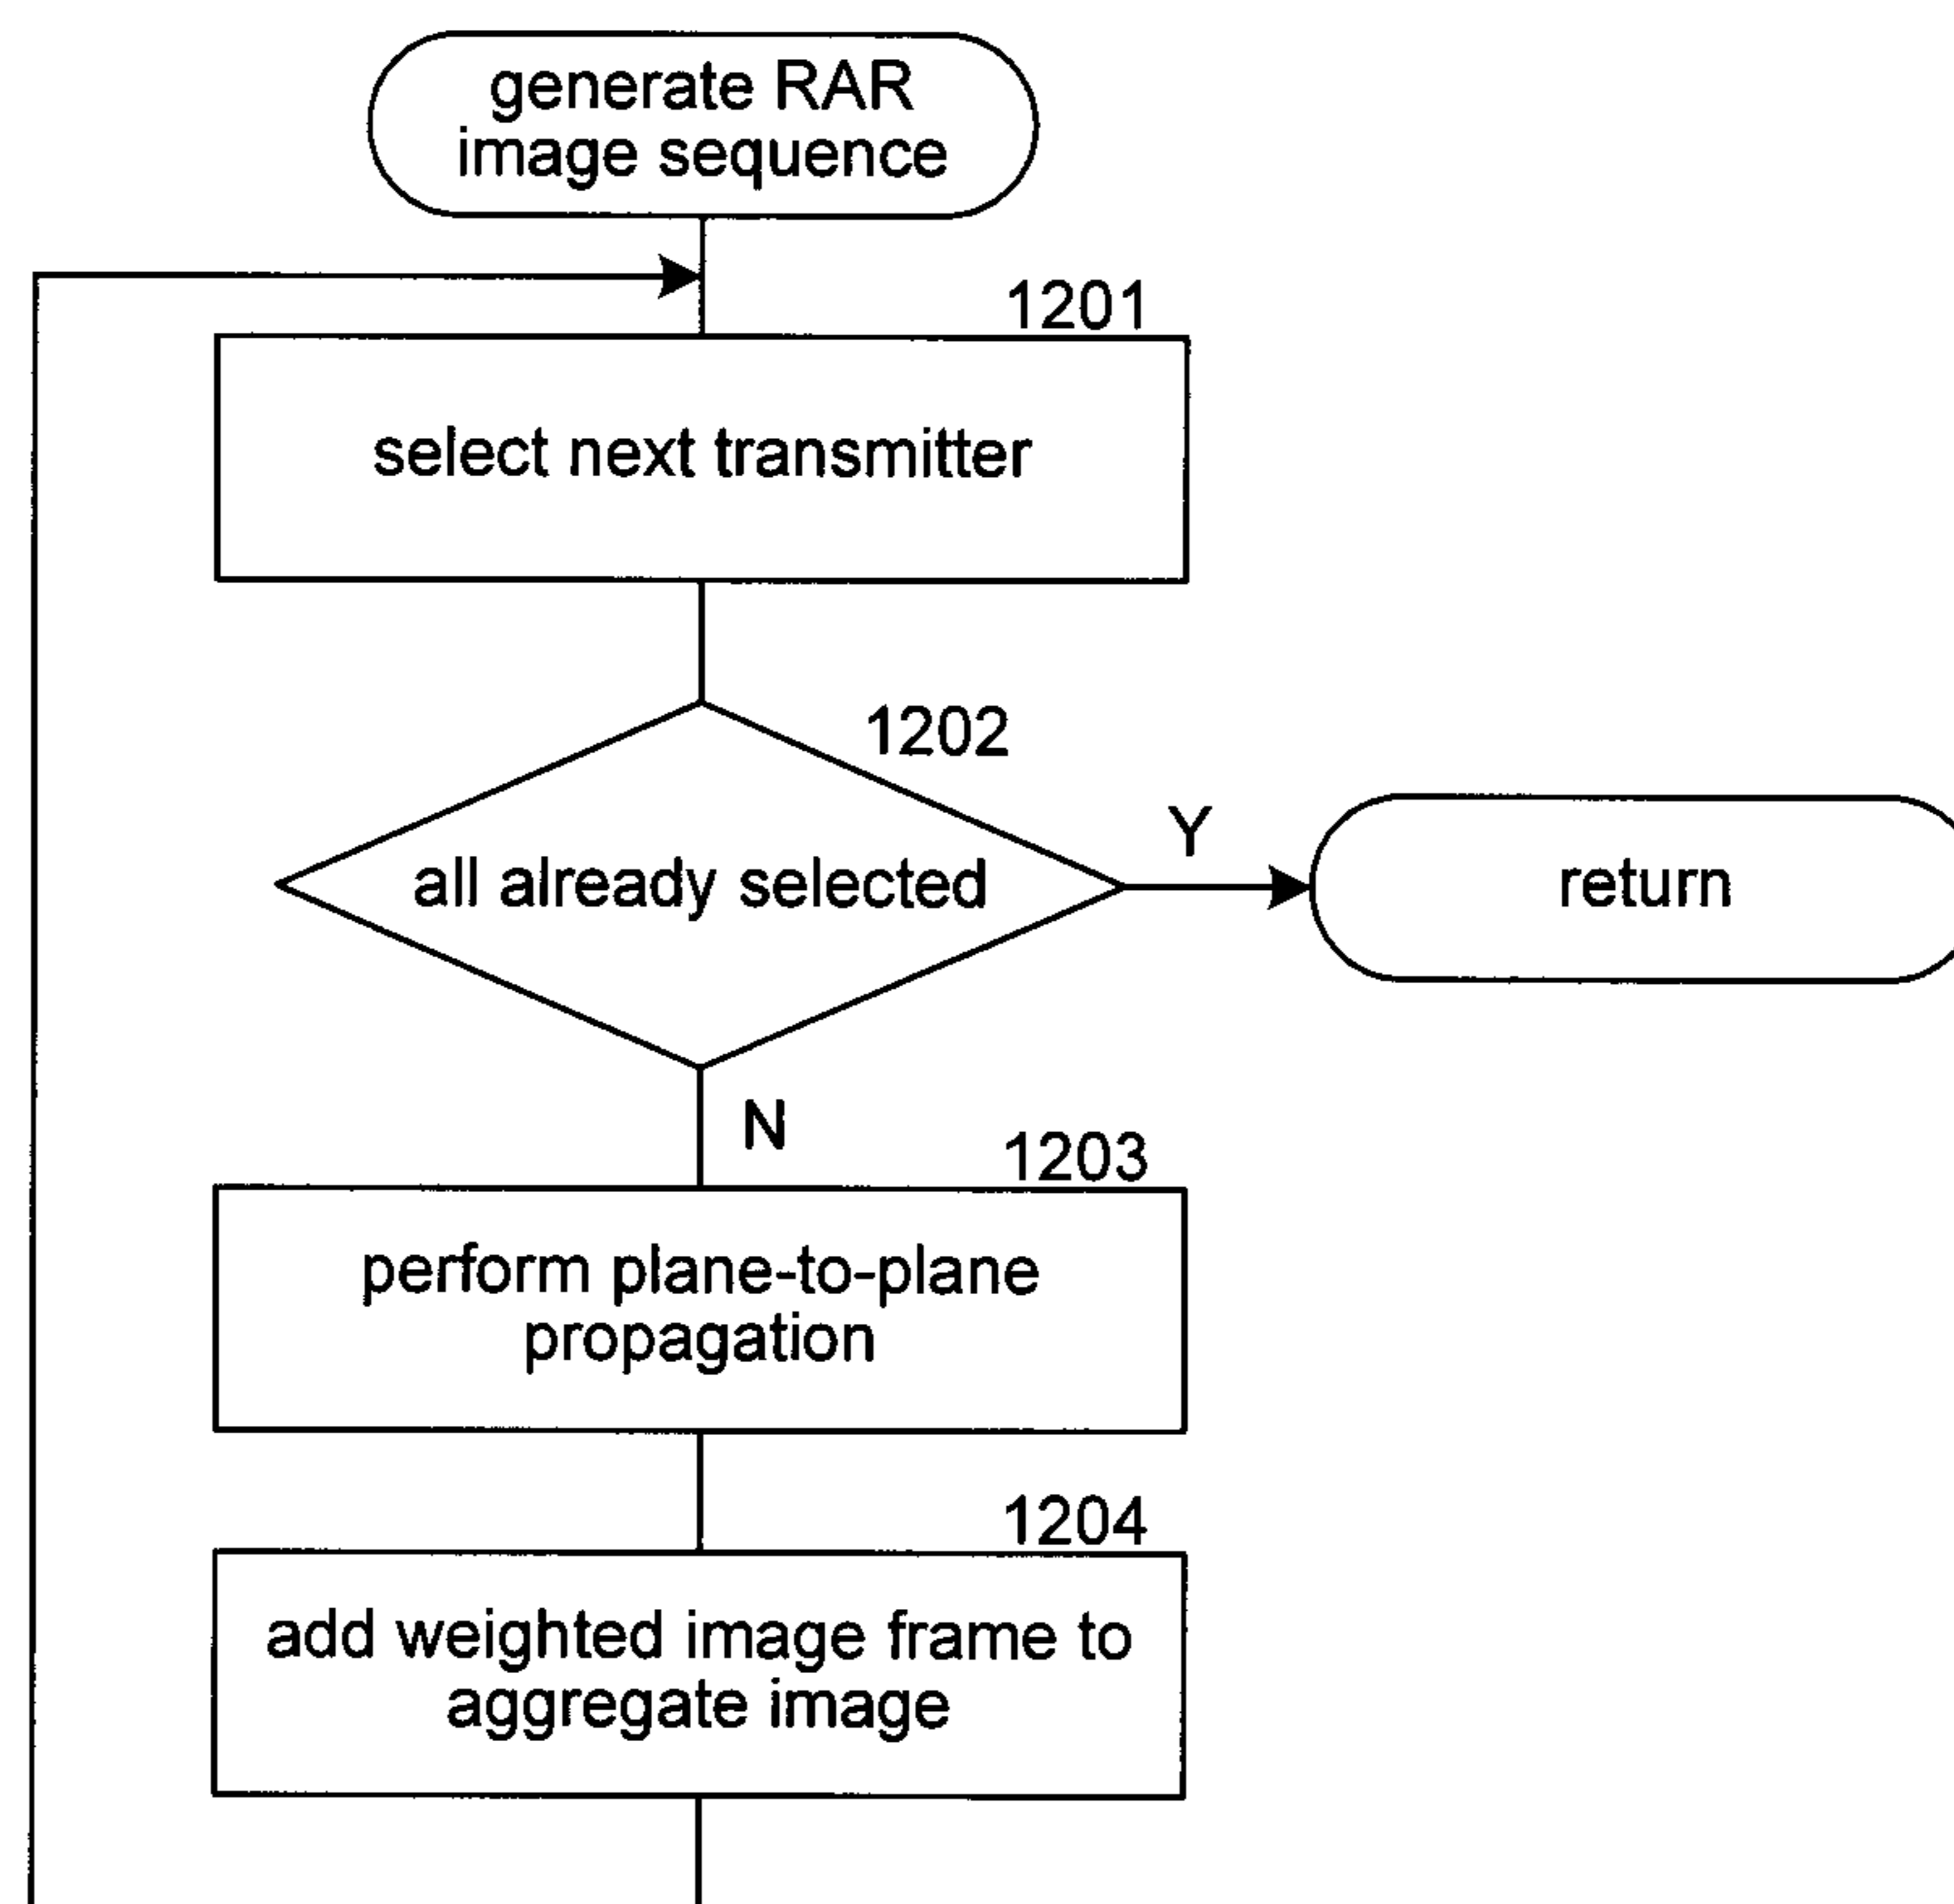 generate RAR
image sequence
1201
select next transmitter
1202
all already selected
Y
return
N
1203
perform plane-to-plane
propagation
1204
add weighted image frame to
aggregate image